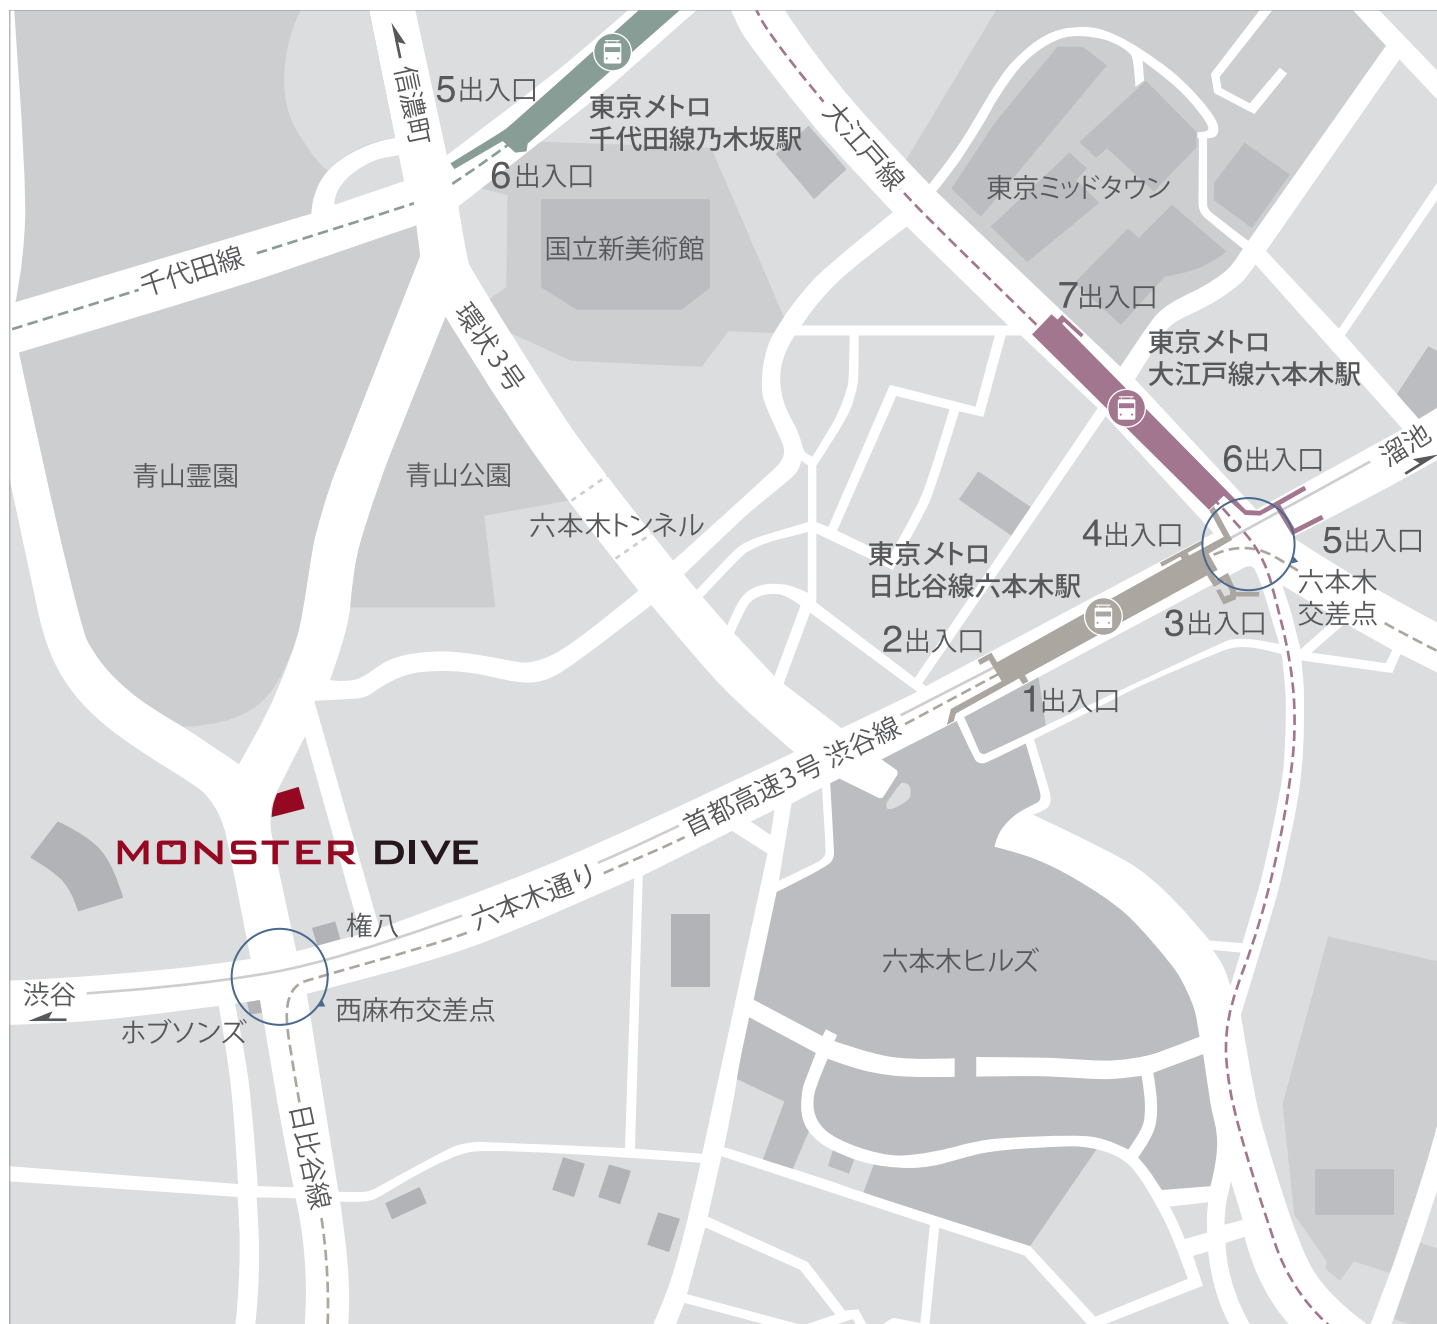 信濃町
5出入口
東京メトロ
千代田線乃木坂駅
6出入口
大江戸線
東京ミッドタウン
国立新美術館
千代田線
7出入口
環状3号
東京メトロ
大江戸線六本木駅
溜池
6出入口
青山霊園
青山公園
六本木トンネル
4出入口
5出入口
東京メトロ
日比谷線六本木駅
六本木
交差点
3出入口
2出入口
1出入口
首都高速3号 渋谷線
MONSTER DIVE
六本木通り
権八
六本木ヒルズ
渋谷
西麻布交差点
ホブソンズ
日比谷線